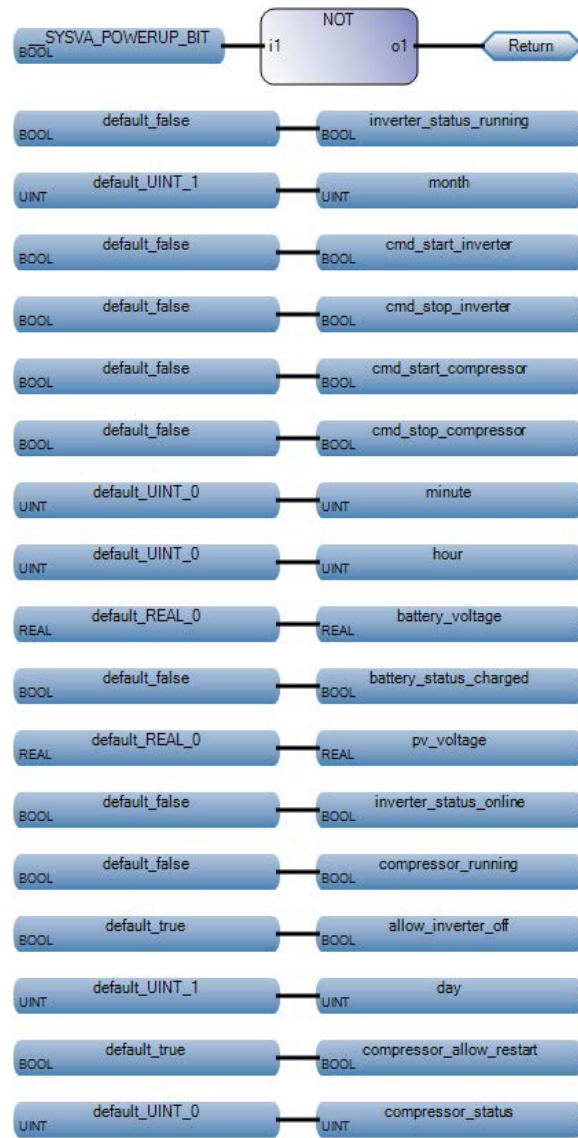 NOT
__SYSVA_POWERUP_BIT
BOOL
i1
o1
Return
default_false
BOOL
inverter_status_running
BOOL
default_UINT_1
UINT
month
UINT
default_false
BOOL
cmd_start_inverter
BOOL
default_false
BOOL
cmd_stop_inverter
BOOL
default_false
BOOL
cmd_start_compressor
BOOL
default_false
BOOL
cmd_stop_compressor
BOOL
default_UINT_0
UINT
minute
UINT
default_UINT_0
UINT
hour
UINT
default_REAL_0
REAL
battery_voltage
REAL
default_false
BOOL
battery_status_charged
BOOL
default_REAL_0
REAL
pv_voltage
REAL
default_false
BOOL
inverter_status_online
BOOL
default_false
BOOL
compressor_running
BOOL
default_true
BOOL
allow_inverter_off
BOOL
default_UINT_1
UINT
day
UINT
default_true
BOOL
compressor_allow_restart
BOOL
default_UINT_0
UINT
compressor_status
UINT